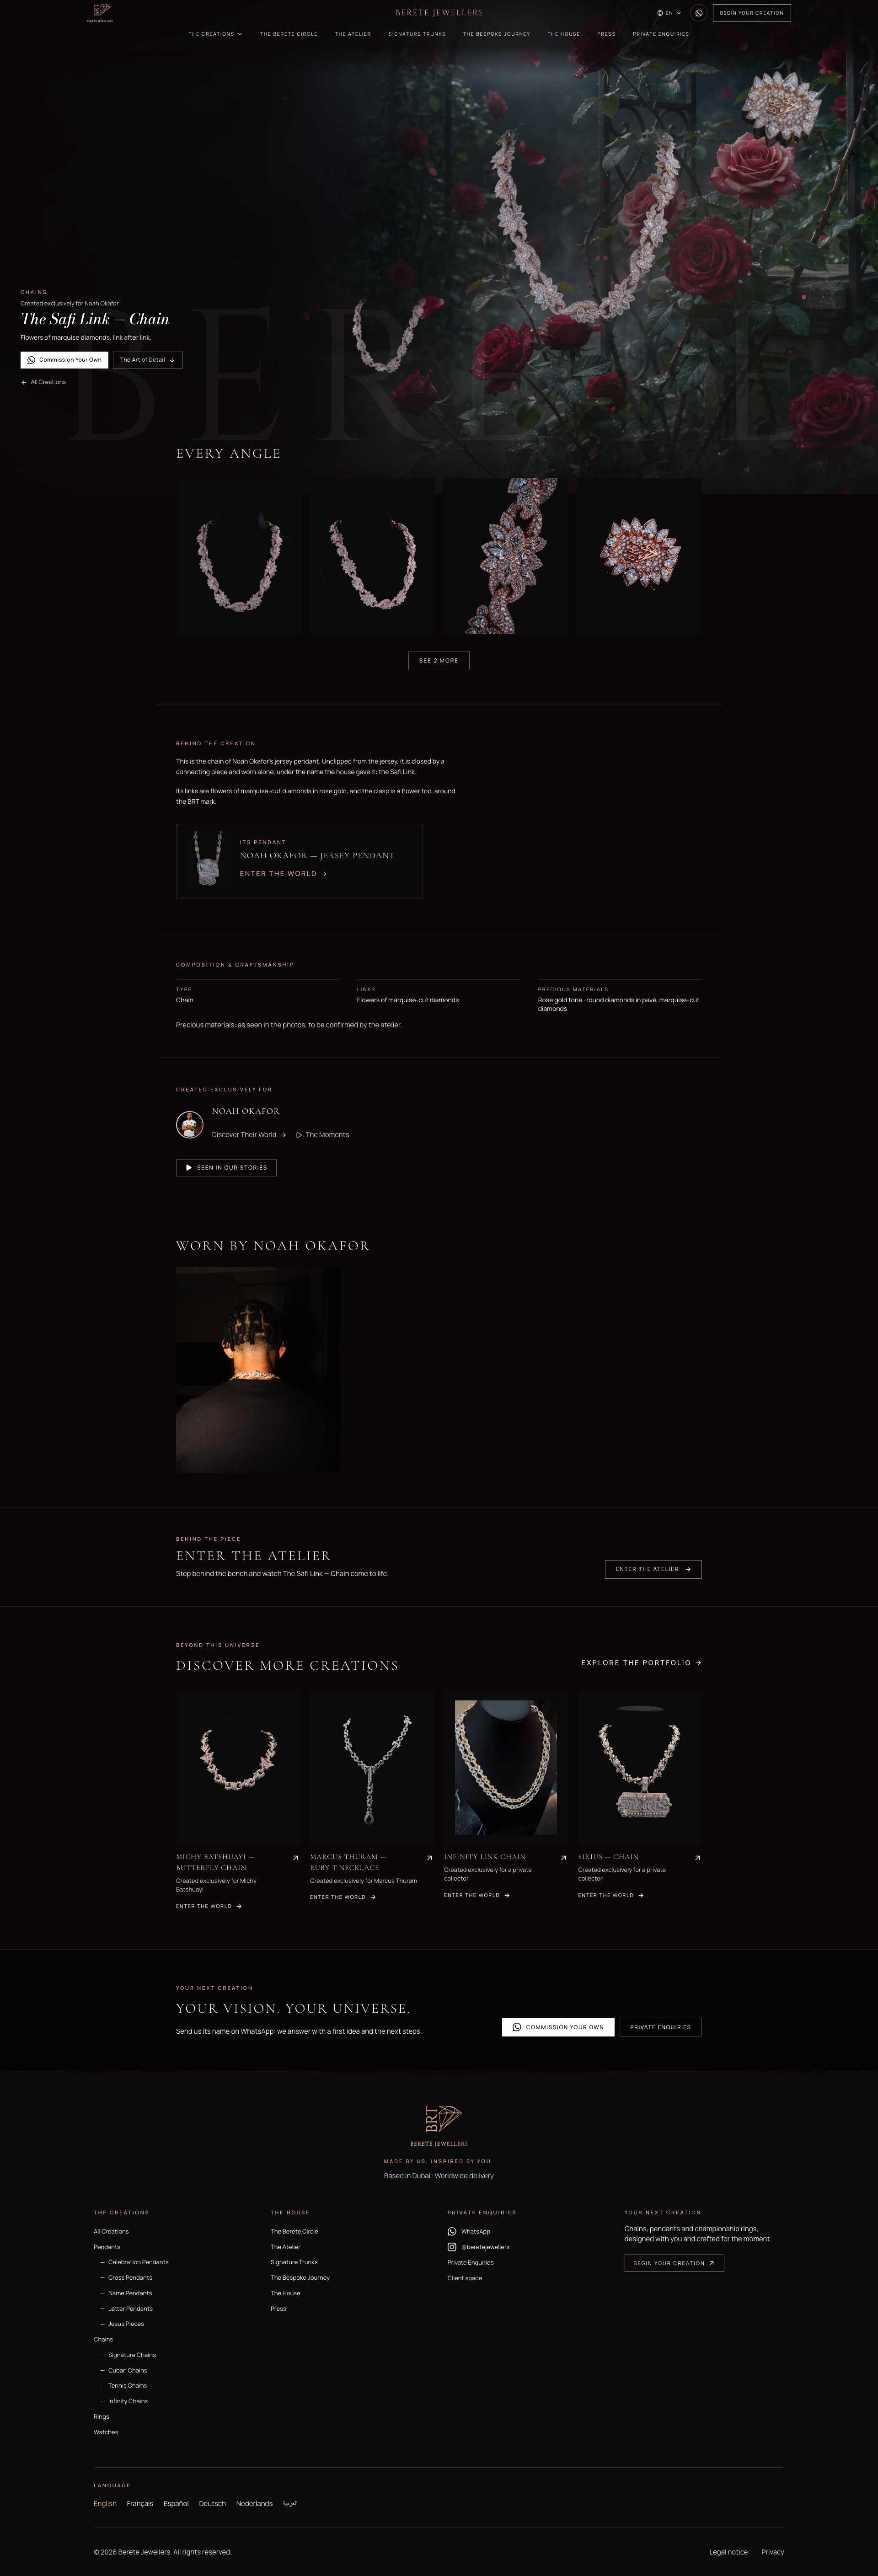 BRT
BERETE JEWELLERS
BERETE JEWELLERS
EN
BEGIN YOUR CREATION
THE CREATIONS
THE BERETE CIRCLE
THE ATELIER
SIGNATURE TRUNKS
THE BESPOKE JOURNEY
THE HOUSE
PRESS
PRIVATE ENQUIRIES
BERETE
CHAINS
Created exclusively for Noah Okafor
The Safi Link — Chain
Flowers of marquise diamonds, link after link.
Commission Your Own
The Art of Detail
All Creations
EVERY ANGLE
SEE 2 MORE
BEHIND THE CREATION
This is the chain of Noah Okafor's jersey pendant. Unclipped from the jersey, it is closed by a
connecting piece and worn alone, under the name the house gave it: the Safi Link.
Its links are flowers of marquise-cut diamonds in rose gold, and the clasp is a flower too, around
the BRT mark.
ITS PENDANT
NOAH OKAFOR — JERSEY PENDANT
ENTER THE WORLD
COMPOSITION & CRAFTSMANSHIP
TYPE
Chain
LINKS
Flowers of marquise-cut diamonds
PRECIOUS MATERIALS
Rose gold tone · round diamonds in pavé, marquise-cut
diamonds
Precious materials: as seen in the photos, to be confirmed by the atelier.
CREATED EXCLUSIVELY FOR
NOAH OKAFOR
Discover Their World
The Moments
SEEN IN OUR STORIES
WORN BY NOAH OKAFOR
BEHIND THE PIECE
ENTER THE ATELIER
Step behind the bench and watch The Safi Link — Chain come to life.
ENTER THE ATELIER
BEYOND THIS UNIVERSE
DISCOVER MORE CREATIONS
EXPLORE THE PORTFOLIO
MICHY BATSHUAYI —
BUTTERFLY CHAIN
Created exclusively for Michy
Batshuayi
ENTER THE WORLD
MARCUS THURAM —
RUBY T NECKLACE
Created exclusively for Marcus Thuram
ENTER THE WORLD
INFINITY LINK CHAIN
Created exclusively for a private
collector
ENTER THE WORLD
SIRIUS — CHAIN
Created exclusively for a private
collector
ENTER THE WORLD
YOUR NEXT CREATION
YOUR VISION. YOUR UNIVERSE.
Send us its name on WhatsApp: we answer with a first idea and the next steps.
COMMISSION YOUR OWN
PRIVATE ENQUIRIES
BRT
BERETE JEWELLERS
MADE BY US. INSPIRED BY YOU.
Based in Dubai · Worldwide delivery
THE CREATIONS
All Creations
Pendants
— Celebration Pendants
— Cross Pendants
— Name Pendants
— Letter Pendants
— Jesus Pieces
Chains
— Signature Chains
— Cuban Chains
— Tennis Chains
— Infinity Chains
Rings
Watches
THE HOUSE
The Berete Circle
The Atelier
Signature Trunks
The Bespoke Journey
The House
Press
PRIVATE ENQUIRIES
WhatsApp
@beretejewellers
Private Enquiries
Client space
YOUR NEXT CREATION
Chains, pendants and championship rings,
designed with you and crafted for the moment.
BEGIN YOUR CREATION
LANGUAGE
English Français Español Deutsch Nederlands العربية
© 2026 Berete Jewellers. All rights reserved.
Legal notice
Privacy